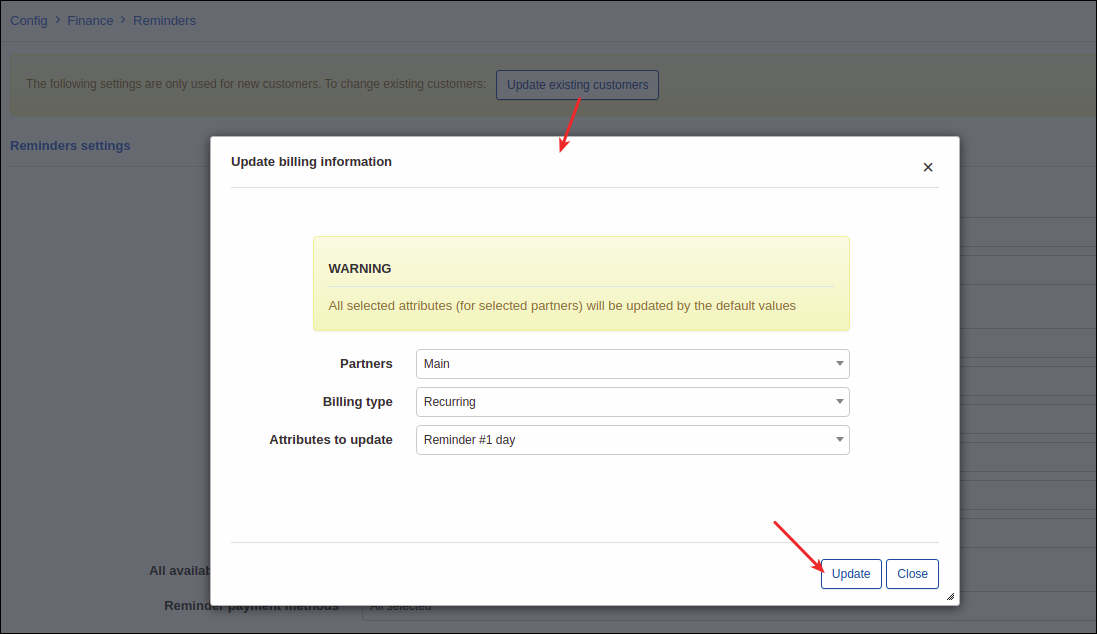 Config > Finance > Reminders
The following settings are only used for new customers. To change existing customers: Update existing customers
Reminders settings
Update billing information ×
WARNING
All selected attributes (for selected partners) will be updated by the default values
Partners Main
Billing type Recurring
Attributes to update Reminder #1 day
Update Close
All availab
Reminder payment methods All selected